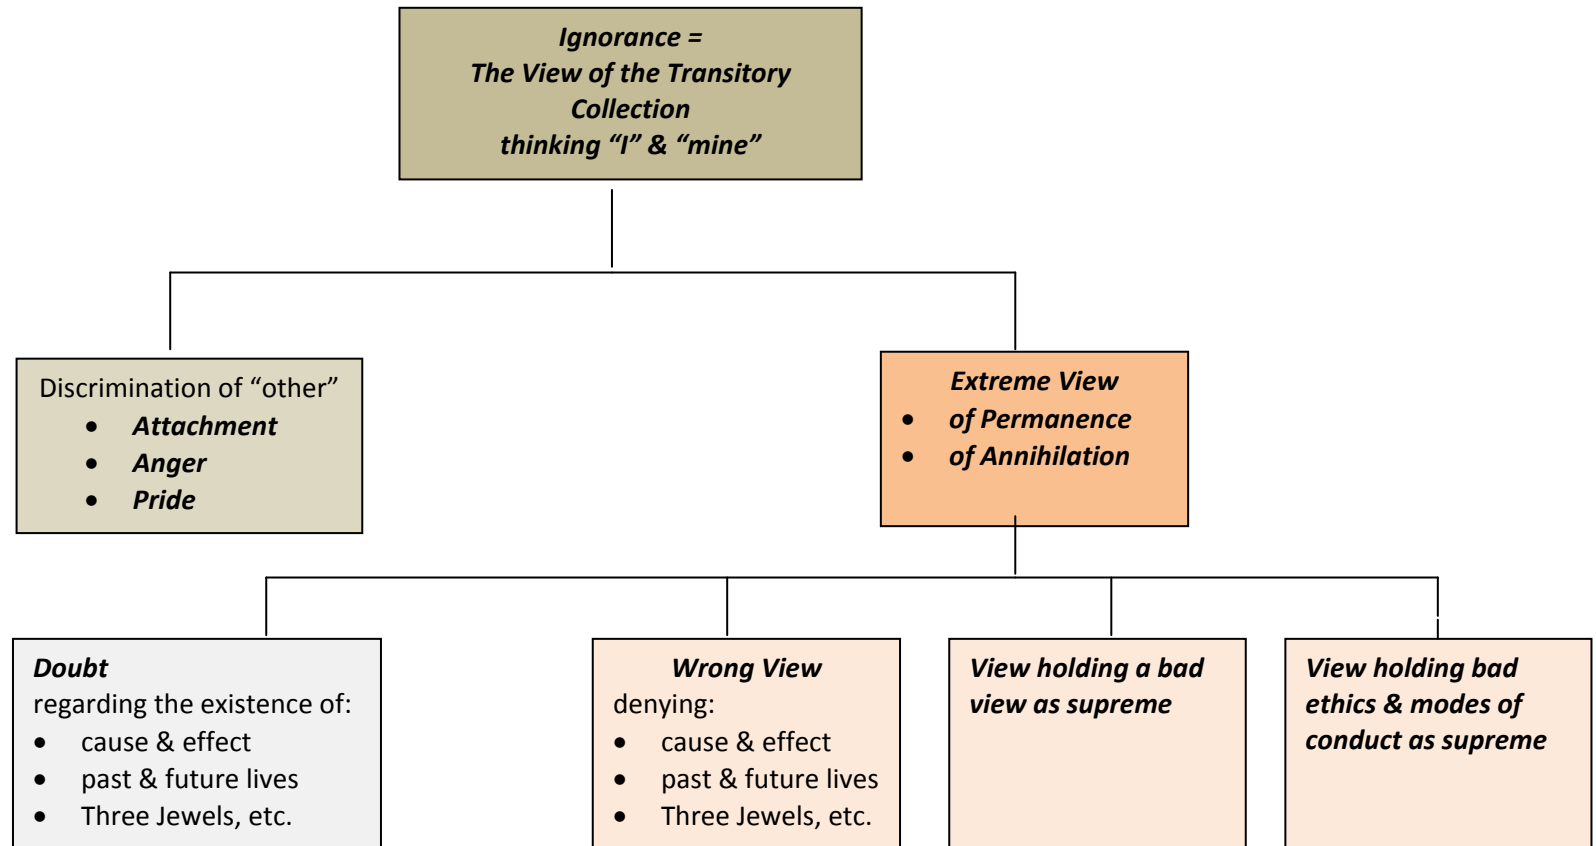 Ignorance =
The View of the Transitory
Collection
thinking “I” & “mine”
Discrimination of “other”
• Attachment
• Anger
• Pride
Extreme View
• of Permanence
• of Annihilation
Doubt
regarding the existence of:
• cause & effect
• past & future lives
• Three Jewels, etc.
Wrong View
denying:
• cause & effect
• past & future lives
• Three Jewels, etc.
View holding a bad
view as supreme
View holding bad
ethics & modes of
conduct as supreme